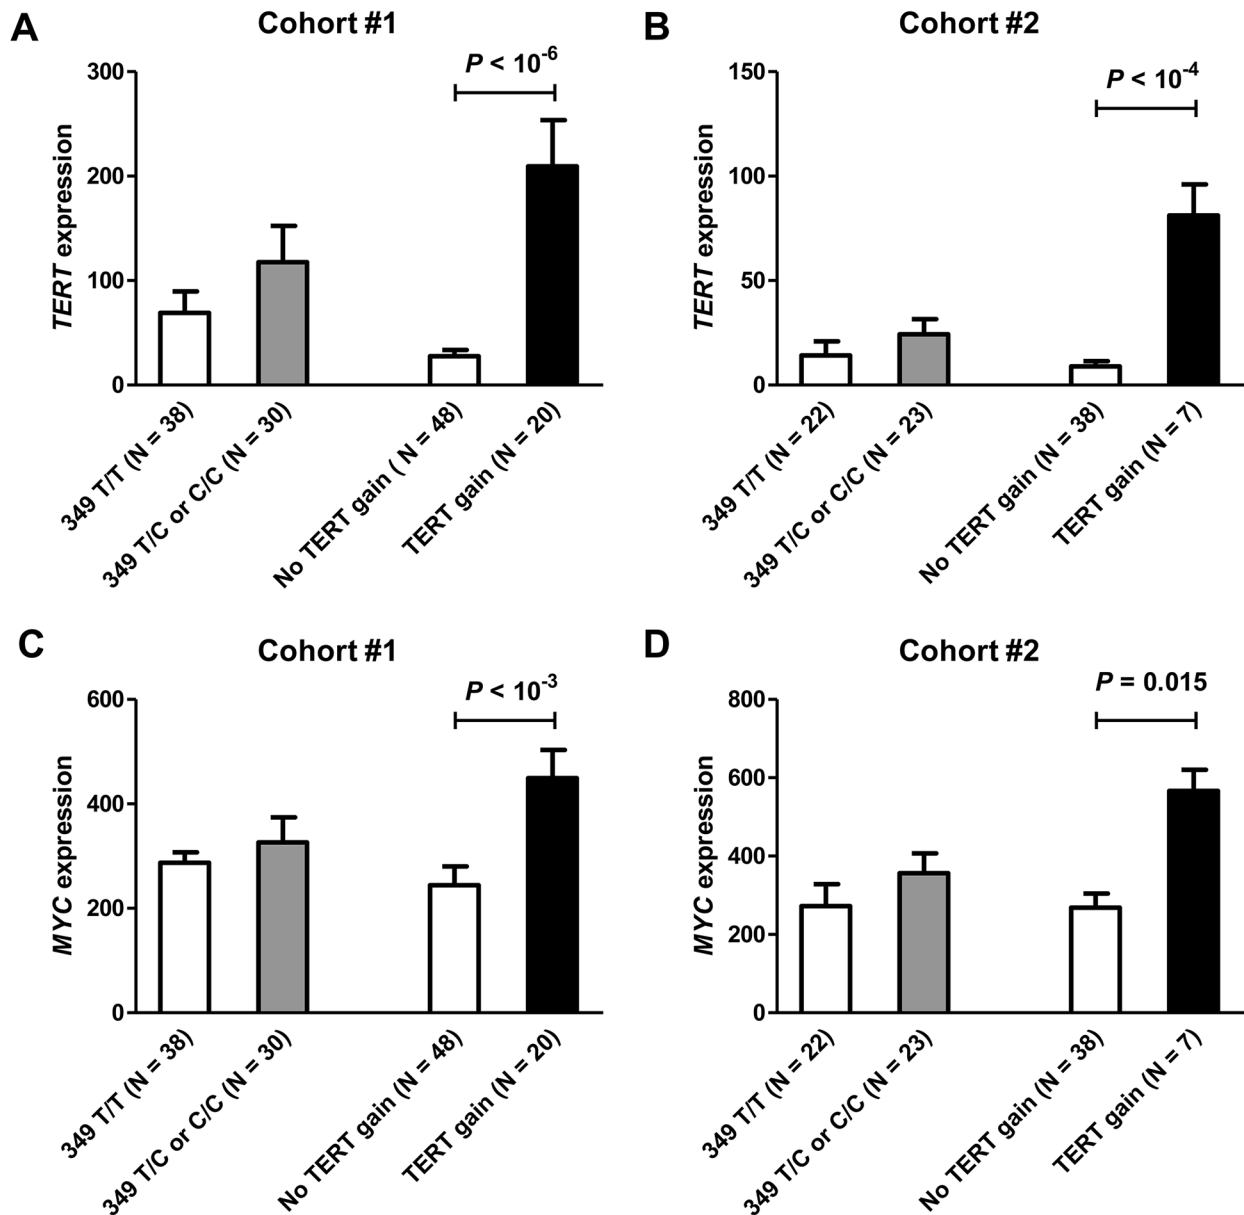 A
Cohort #1
P < 10-6
300
200
100
0
TERT expression
349 T/T (N = 38)
349 T/C or C/C (N = 30)
No TERT gain ( N = 48)
TERT gain (N = 20)
B
Cohort #2
P < 10-4
150
100
50
0
TERT expression
349 T/T (N = 22)
349 T/C or C/C (N = 23)
No TERT gain (N = 38)
TERT gain (N = 7)
C
Cohort #1
P < 10-3
600
400
200
0
MYC expression
349 T/T (N = 38)
349 T/C or C/C (N = 30)
No TERT gain (N = 48)
TERT gain (N = 20)
D
Cohort #2
P = 0.015
800
600
400
200
0
MYC expression
349 T/T (N = 22)
349 T/C or C/C (N = 23)
No TERT gain (N = 38)
TERT gain (N = 7)